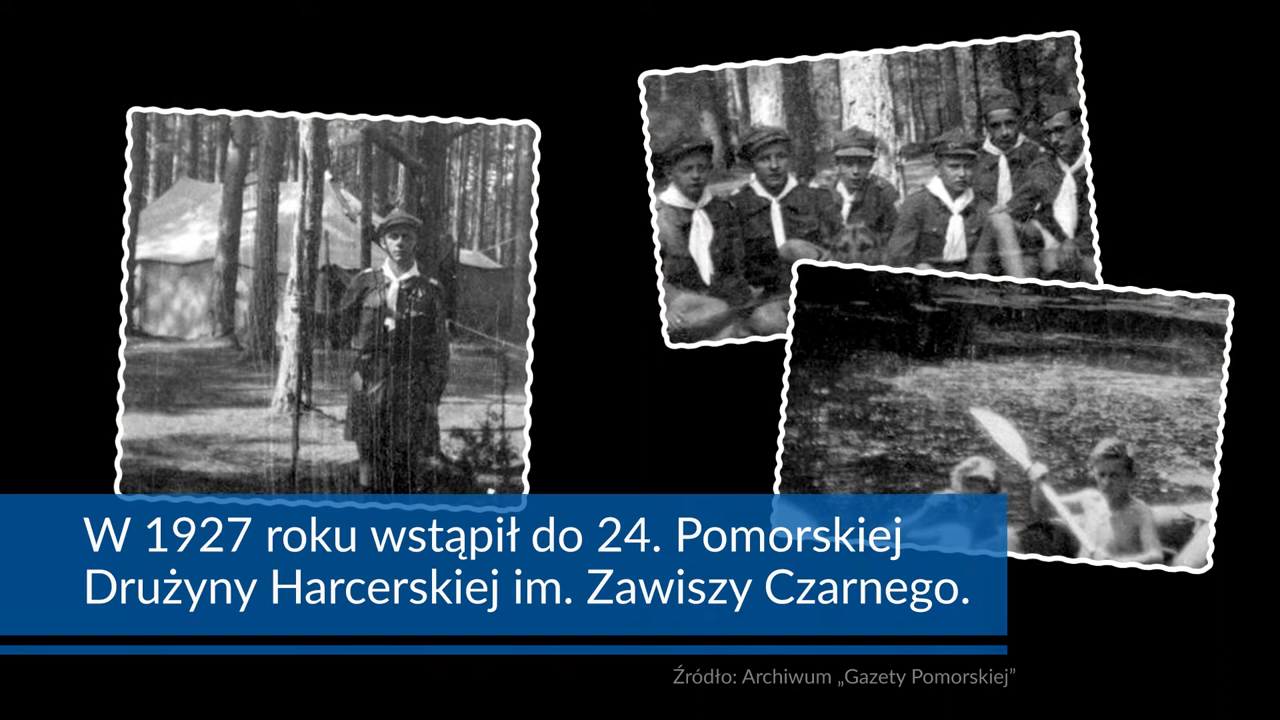 W 1927 roku wstąpił do 24. Pomorskiej
Drużyny Harcerskiej im. Zawiszy Czarnego.
Źródło: Archiwum „Gazety Pomorskiej”